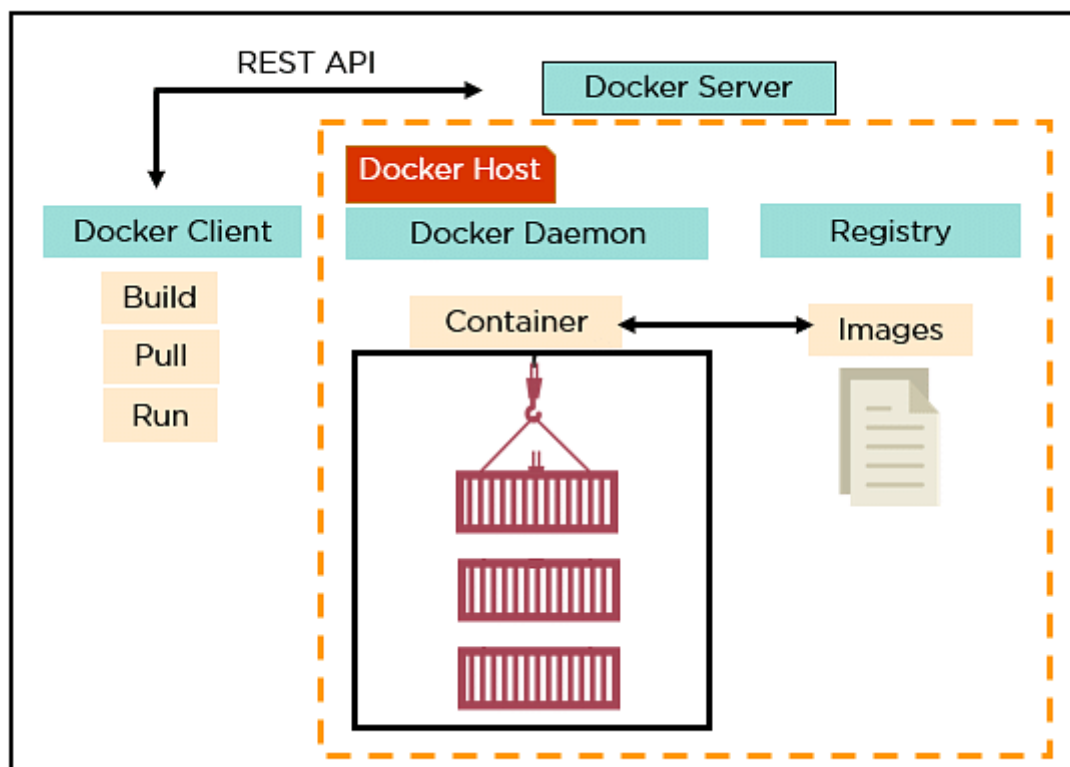 REST API
Docker Server
Docker Host
Docker Client
Docker Daemon
Registry
Build
Pull
Run
Container
Images